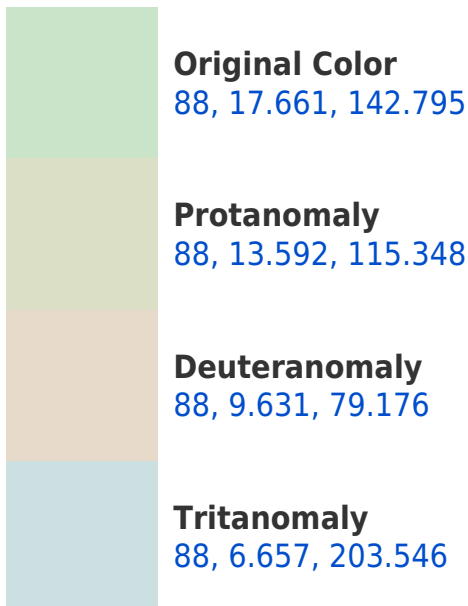 Original Color
88, 17.661, 142.795
Protanomaly
88, 13.592, 115.348
Deuteranomaly
88, 9.631, 79.176
Tritanomaly
88, 6.657, 203.546